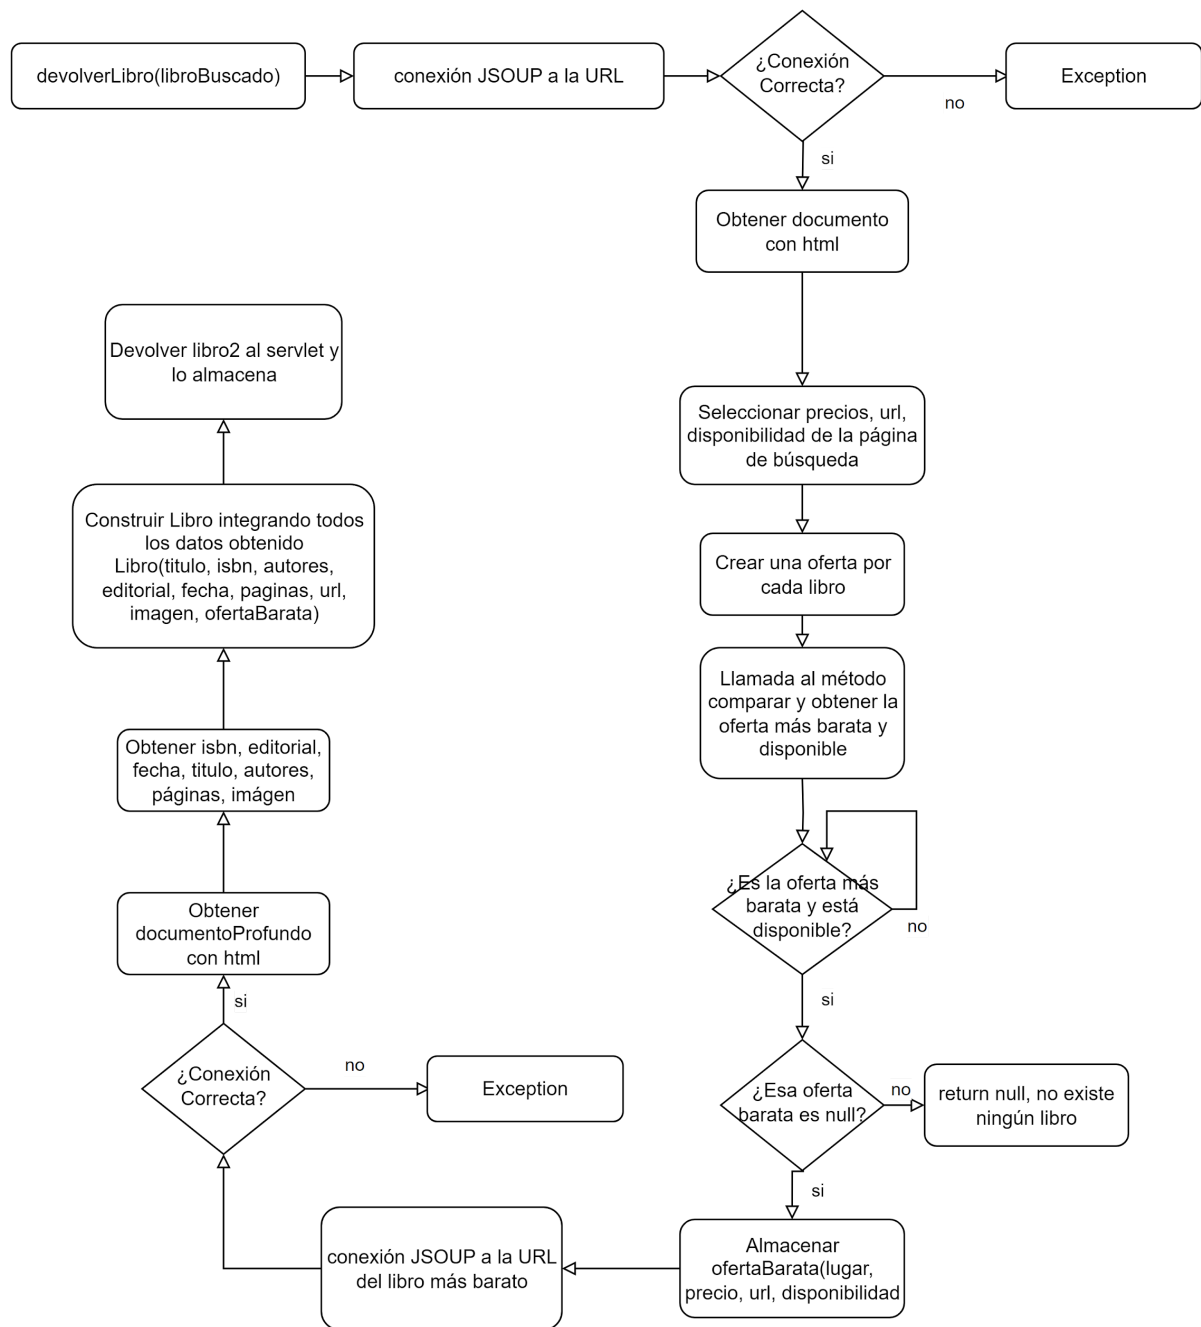 devolverLibro(libroBuscado)
conexión JSOUP a la URL
¿Conexión
Correcta?
no
Exception
si
Obtener documento
con html
Seleccionar precios, url,
disponibilidad de la página
de búsqueda
Crear una oferta por
cada libro
Llamada al método
comparar y obtener la
oferta más barata y
disponible
¿Es la oferta más
barata y está
disponible?
no
si
¿Esa oferta
barata es null?
no
return null, no existe
ningún libro
si
Almacenar
ofertaBarata(lugar,
precio, url, disponibilidad
conexión JSOUP a la URL
del libro más barato
¿Conexión
Correcta?
no
Exception
si
Obtener
documentoProfundo
con html
Obtener isbn, editorial,
fecha, titulo, autores,
páginas, imágen
Construir Libro integrando todos
los datos obtenido
Libro(titulo, isbn, autores,
editorial, fecha, paginas, url,
imagen, ofertaBarata)
Devolver libro2 al servlet y
lo almacena